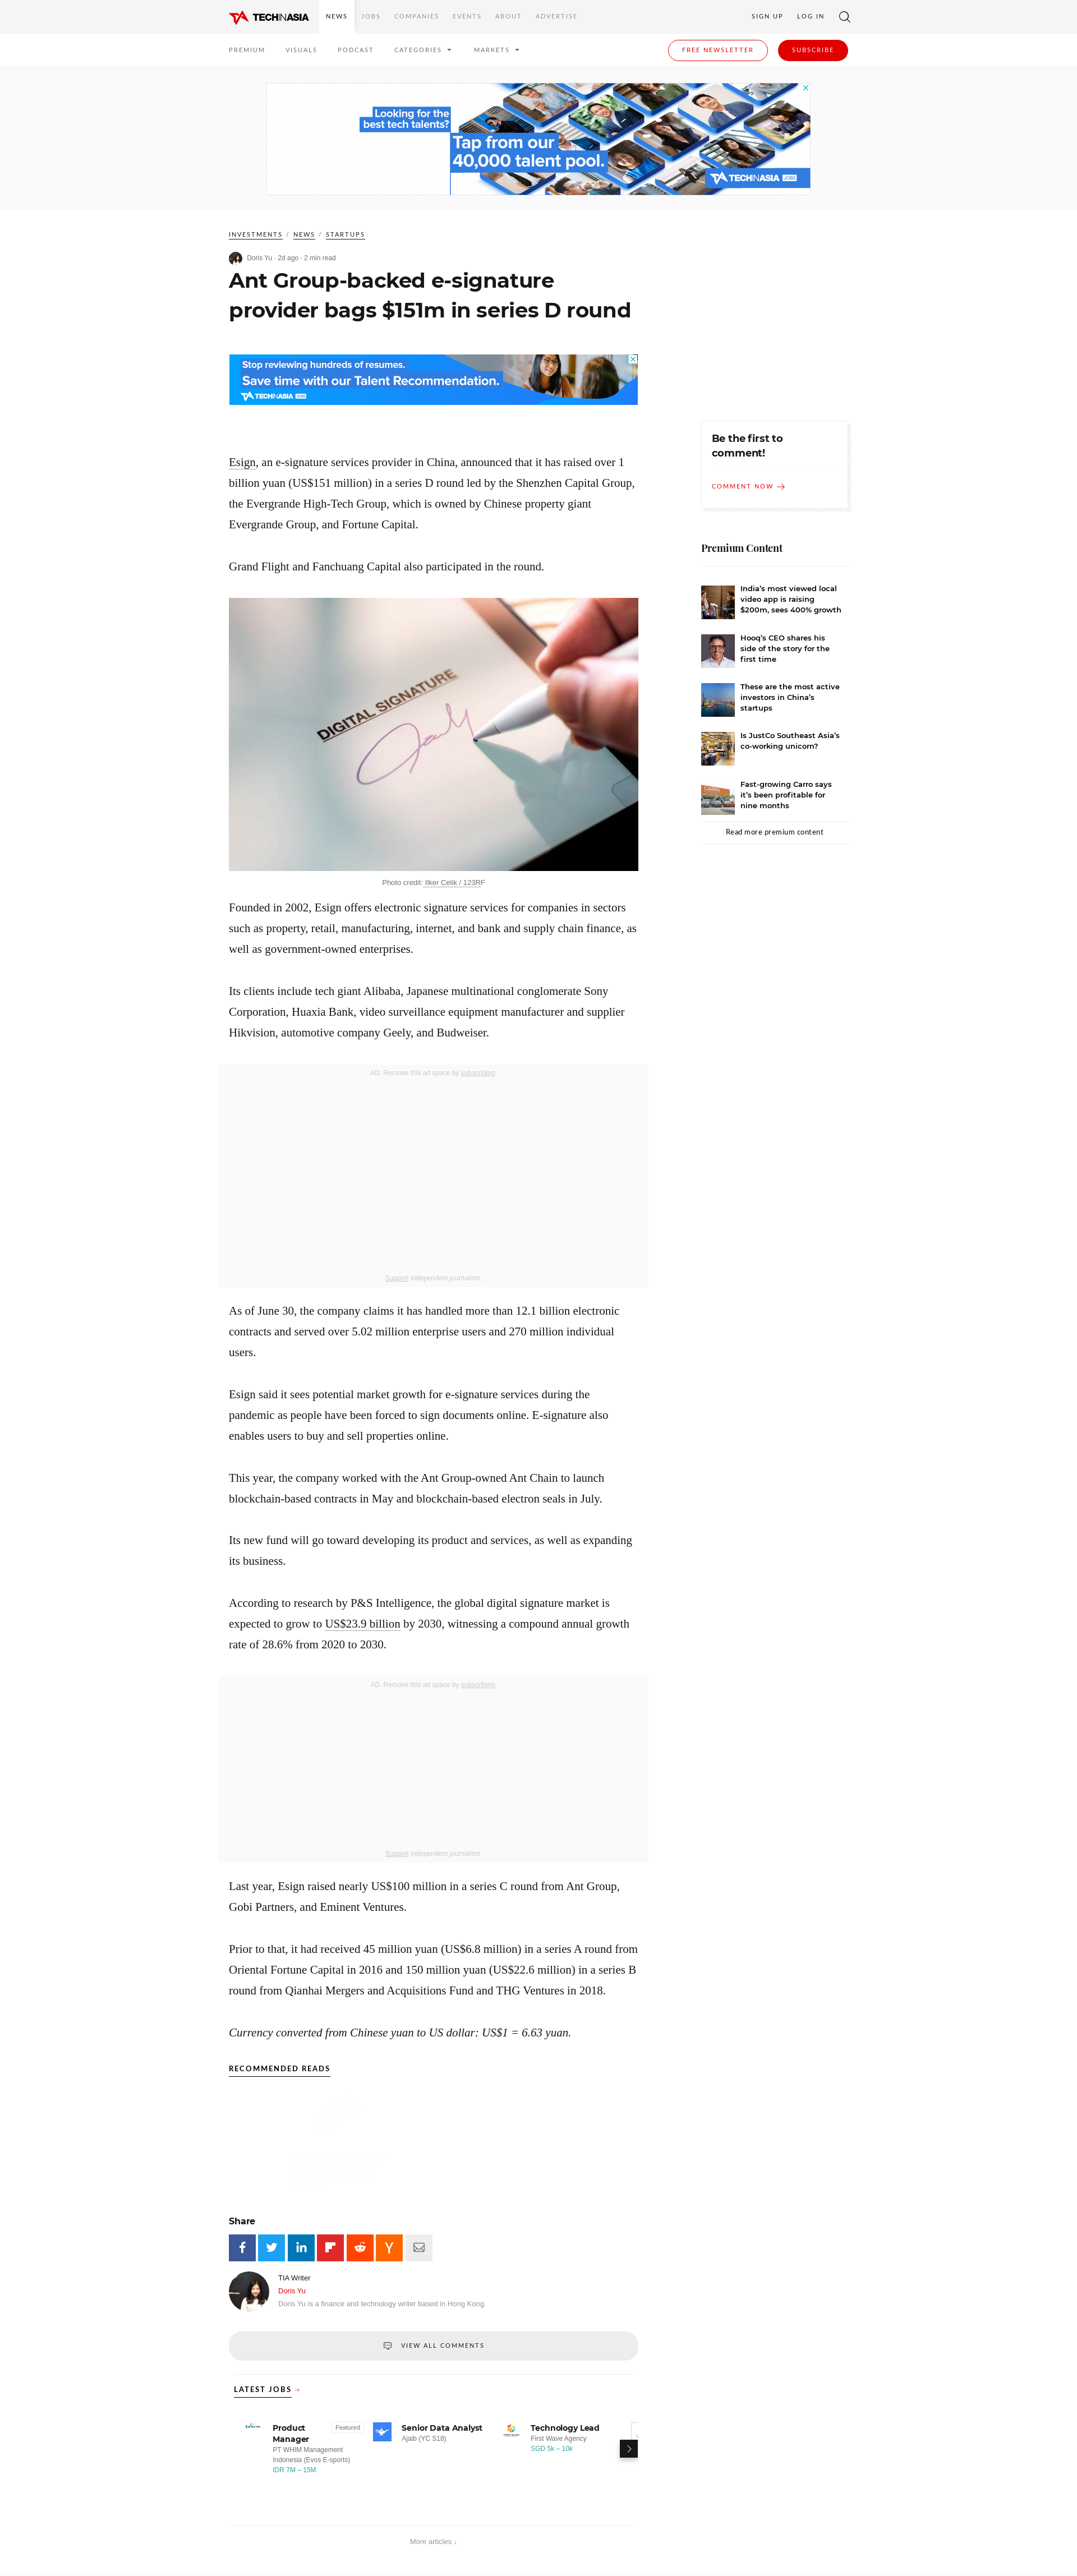 TECHINASIA
NEWS
JOBS
COMPANIES
EVENTS
ABOUT
ADVERTISE
SIGN UP
LOG IN
PREMIUM
VISUALS
PODCAST
CATEGORIES
MARKETS
FREE NEWSLETTER
SUBSCRIBE
Looking for the
best tech talents?
Tap from our
40,000 talent pool.
TECHINASIA JOBS
INVESTMENTS / NEWS / STARTUPS
Doris Yu · 2d ago · 2 min read
Ant Group-backed e-signature
provider bags $151m in series D round
Stop reviewing hundreds of resumes.
Save time with our Talent Recommendation.
TECHINASIA JOBS
Be the first to
comment!
COMMENT NOW
Esign, an e-signature services provider in China, announced that it has raised over 1
billion yuan (US$151 million) in a series D round led by the Shenzhen Capital Group,
the Evergrande High-Tech Group, which is owned by Chinese property giant
Evergrande Group, and Fortune Capital.
Grand Flight and Fanchuang Capital also participated in the round.
Premium Content
India's most viewed local
video app is raising
$200m, sees 400% growth
Hooq's CEO shares his
side of the story for the
first time
These are the most active
investors in China's
startups
Is JustCo Southeast Asia's
co-working unicorn?
Fast-growing Carro says
it's been profitable for
nine months
Read more premium content
DIGITAL SIGNATURE
Photo credit: Ilker Celik / 123RF
Founded in 2002, Esign offers electronic signature services for companies in sectors
such as property, retail, manufacturing, internet, and bank and supply chain finance, as
well as government-owned enterprises.
Its clients include tech giant Alibaba, Japanese multinational conglomerate Sony
Corporation, Huaxia Bank, video surveillance equipment manufacturer and supplier
Hikvision, automotive company Geely, and Budweiser.
AD. Remove this ad space by subscribing.
Support independent journalism.
As of June 30, the company claims it has handled more than 12.1 billion electronic
contracts and served over 5.02 million enterprise users and 270 million individual
users.
Esign said it sees potential market growth for e-signature services during the
pandemic as people have been forced to sign documents online. E-signature also
enables users to buy and sell properties online.
This year, the company worked with the Ant Group-owned Ant Chain to launch
blockchain-based contracts in May and blockchain-based electron seals in July.
Its new fund will go toward developing its product and services, as well as expanding
its business.
According to research by P&S Intelligence, the global digital signature market is
expected to grow to US$23.9 billion by 2030, witnessing a compound annual growth
rate of 28.6% from 2020 to 2030.
AD. Remove this ad space by subscribing.
Support independent journalism.
Last year, Esign raised nearly US$100 million in a series C round from Ant Group,
Gobi Partners, and Eminent Ventures.
Prior to that, it had received 45 million yuan (US$6.8 million) in a series A round from
Oriental Fortune Capital in 2016 and 150 million yuan (US$22.6 million) in a series B
round from Qianhai Mergers and Acquisitions Fund and THG Ventures in 2018.
Currency converted from Chinese yuan to US dollar: US$1 = 6.63 yuan.
RECOMMENDED READS
Share
TIA Writer
Doris Yu
Doris Yu is a finance and technology writer based in Hong Kong.
VIEW ALL COMMENTS
LATEST JOBS
Product
Manager
Featured
PT WHIM Management
Indonesia (Evos E-sports)
IDR 7M – 15M
Senior Data Analyst
Ajaib (YC S18)
Technology Lead
First Wave Agency
SGD 5k – 10k
More articles ↓